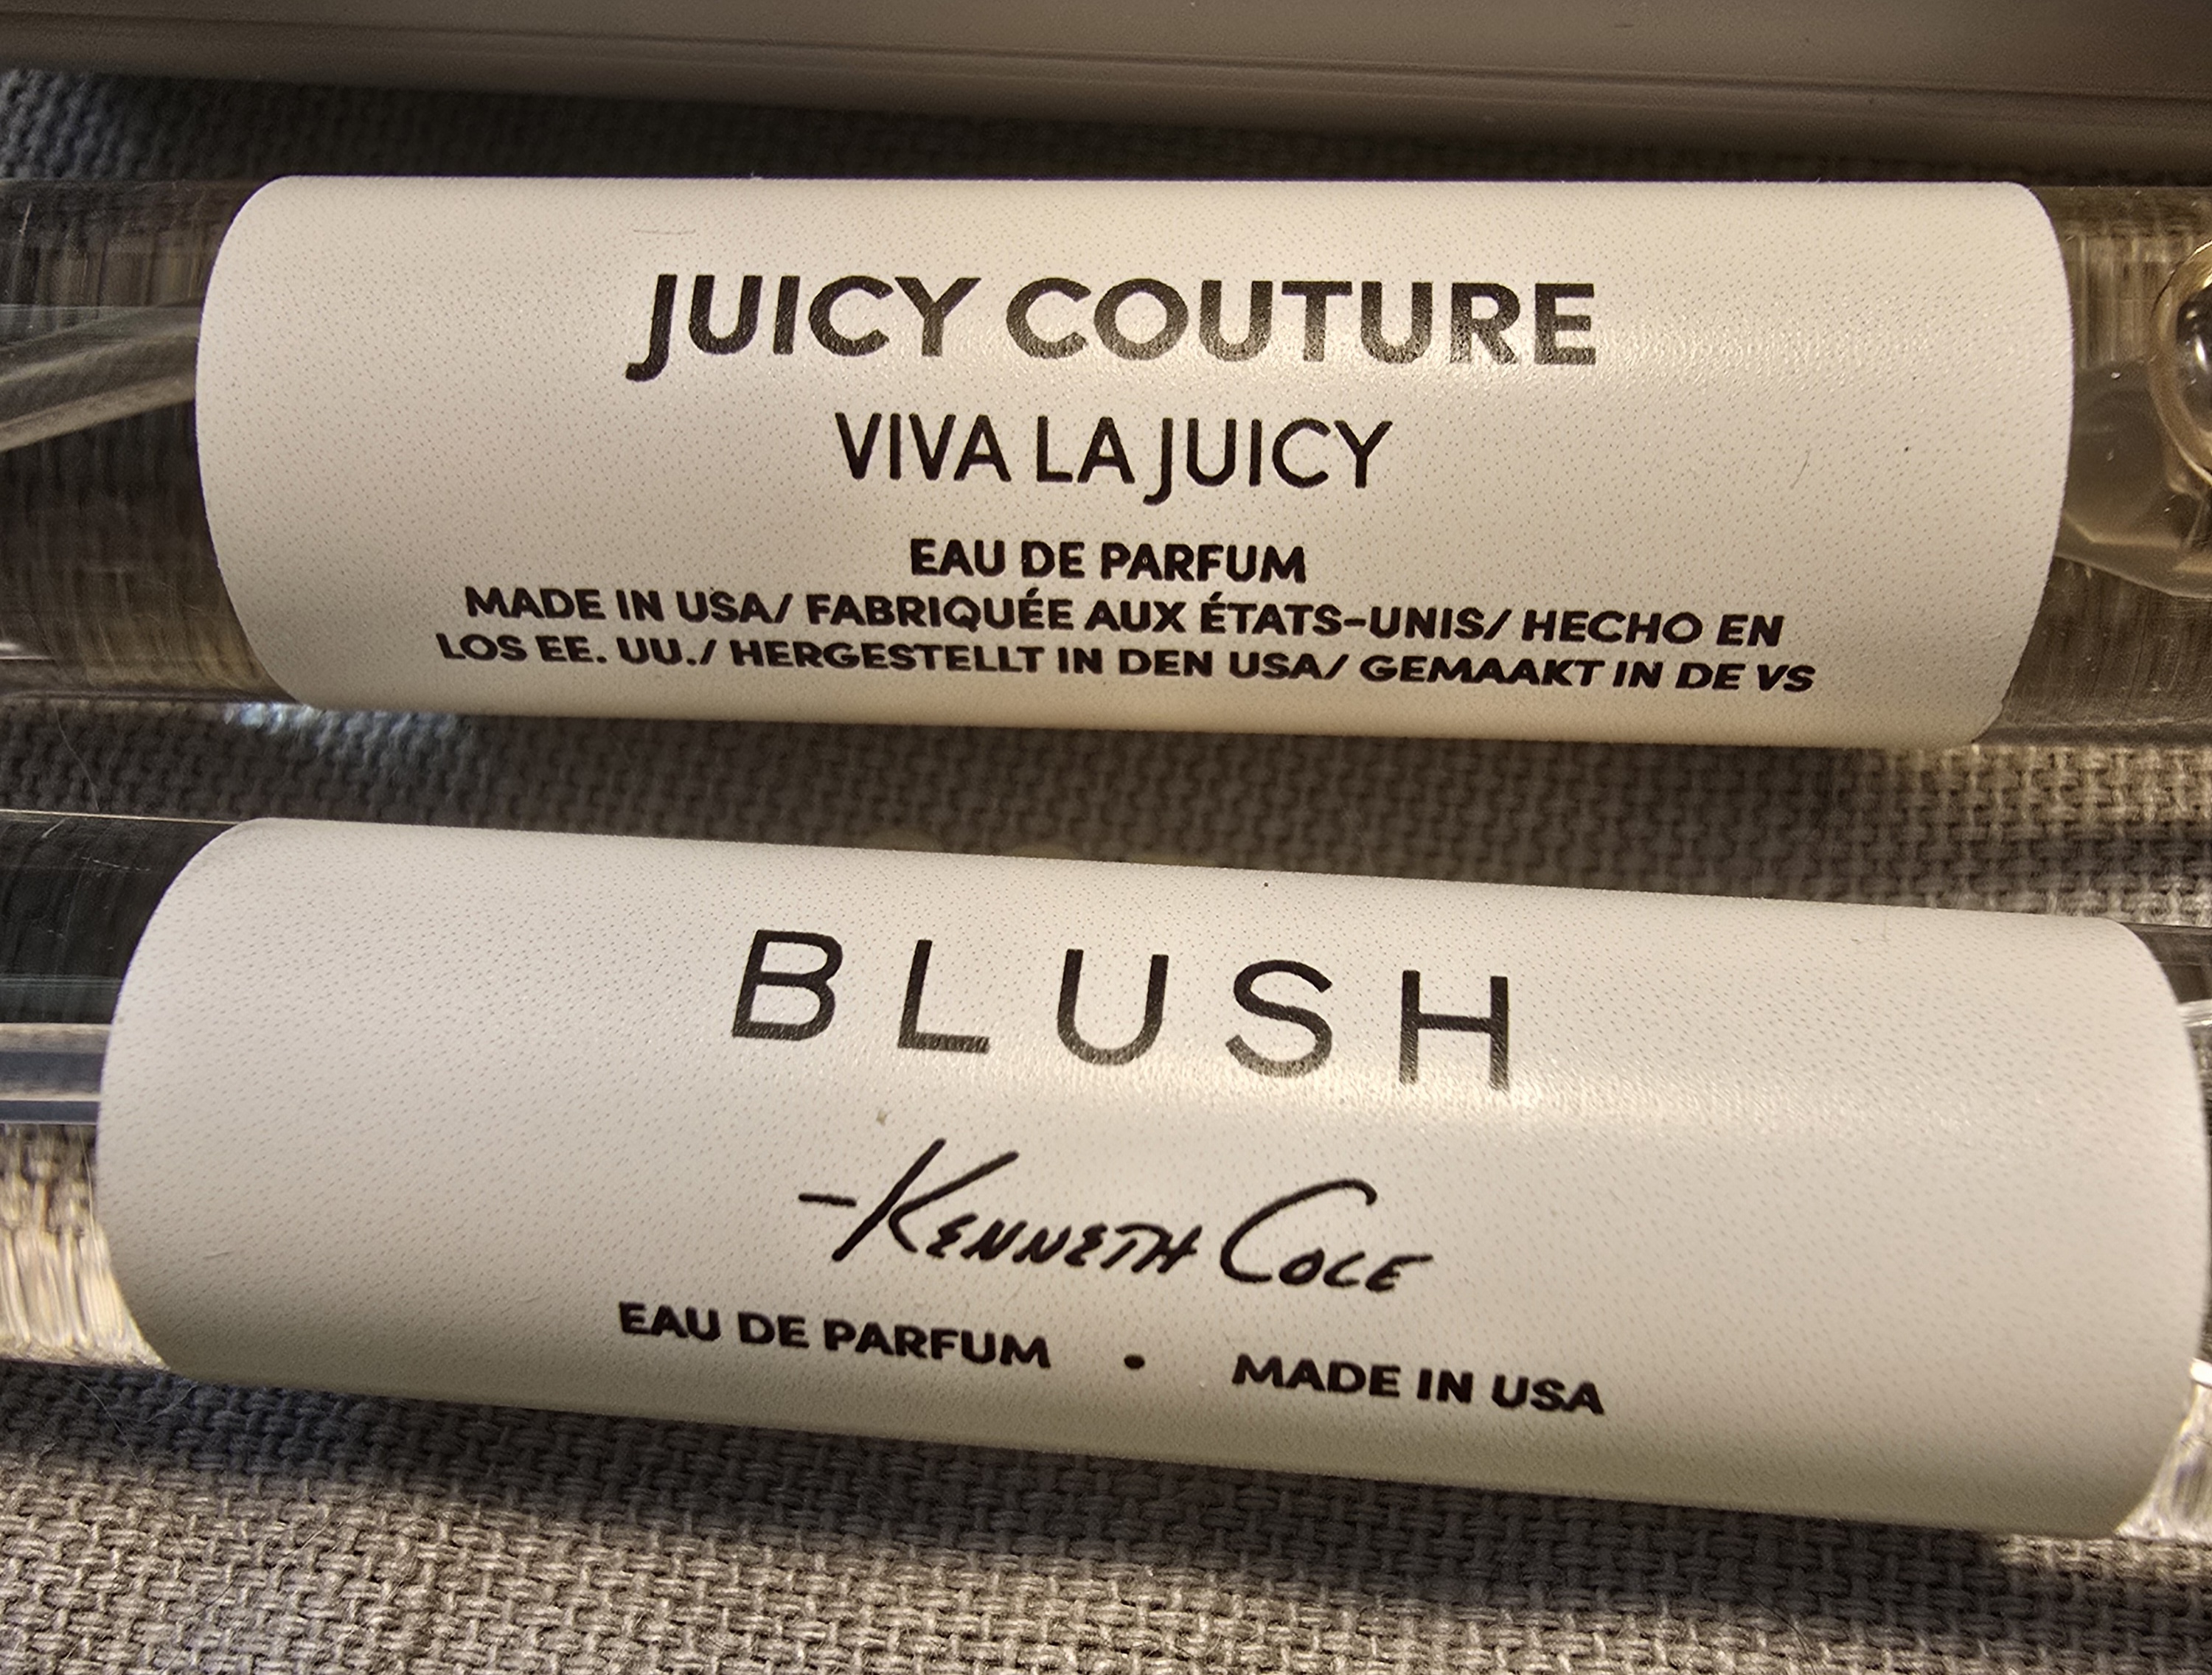 JUICY COUTURE
VIVA LA JUICY
EAU DE PARFUM
MADE IN USA/ FABRIQUÉE AUX ÉTATS-UNIS/ HECHO EN
LOS EE. UU./ HERGESTELLT IN DEN USA/ GEMAAKT IN DE VS
BLUSH
-KENNETH COLE
EAU DE PARFUM • MADE IN USA